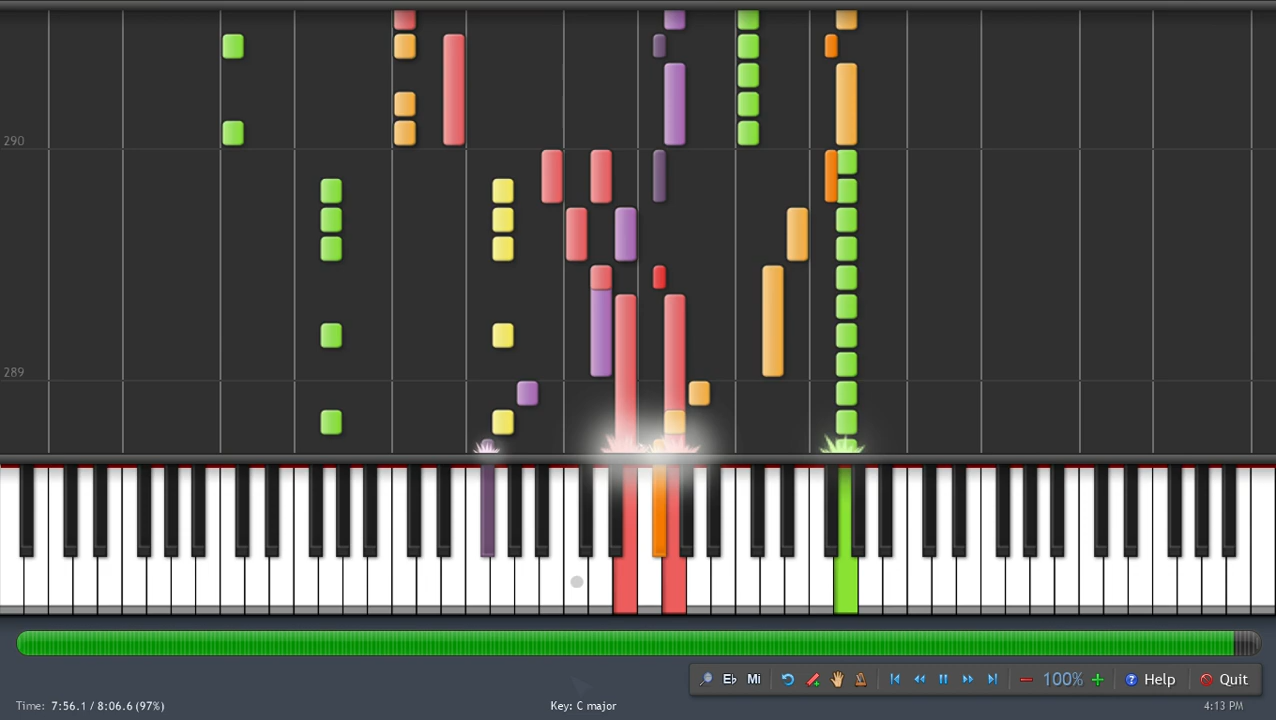 290
289
E♭ Mi 100% Help Quit
Time: 7:56.1 / 8:06.6 (97%) Key: C major 4:13 PM